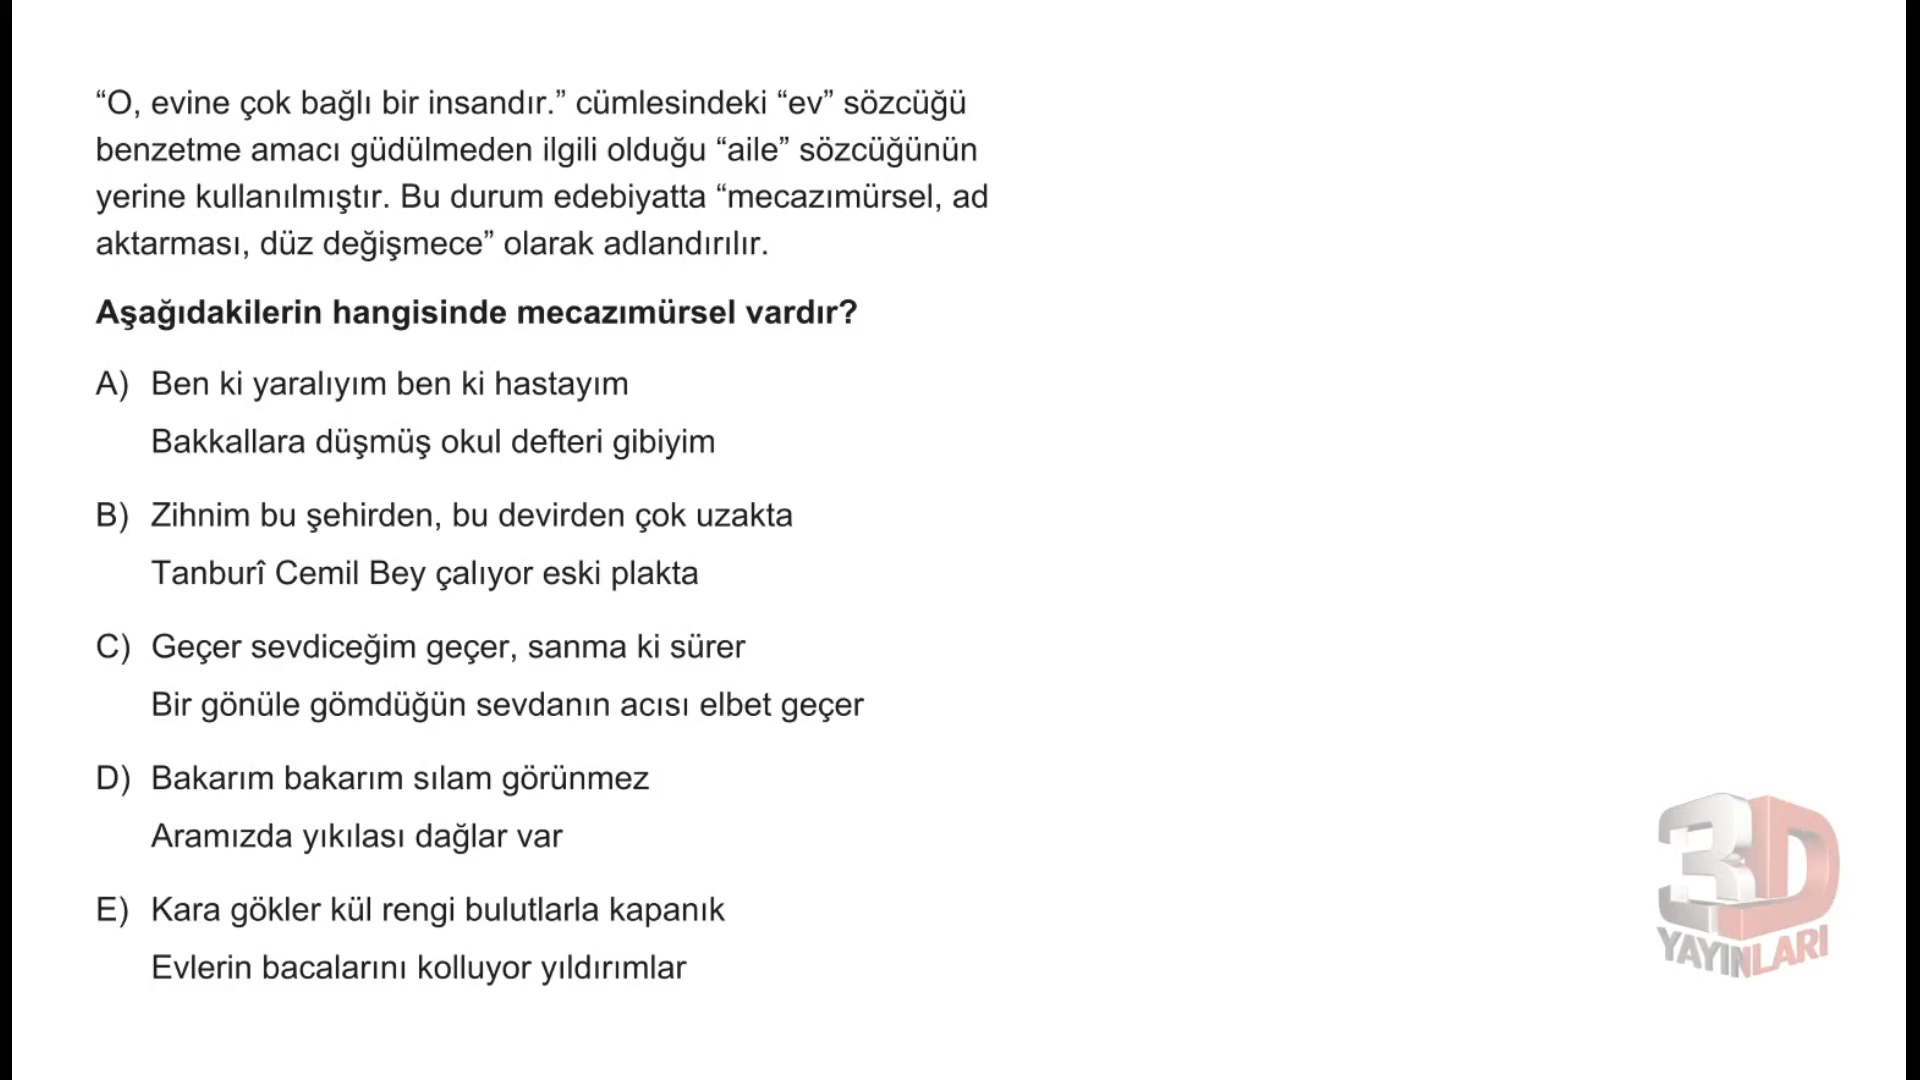 “O, evine çok bağlı bir insandır.” cümlesindeki “ev” sözcüğü
benzetme amacı güdülmeden ilgili olduğu “aile” sözcüğünün
yerine kullanılmıştır. Bu durum edebiyatta “mecazımürsel, ad
aktarması, düz değişmece” olarak adlandırılır.
Aşağıdakilerin hangisinde mecazımürsel vardır?
A) Ben ki yaralıyım ben ki hastayım
Bakkallara düşmüş okul defteri gibiyim
B) Zihnim bu şehirden, bu devirden çok uzakta
Tanburî Cemil Bey çalıyor eski plakta
C) Geçer sevdiceğim geçer, sanma ki sürer
Bir gönüle gömdüğün sevdanın acısı elbet geçer
D) Bakarım bakarım sılam görünmez
Aramızda yıkılası dağlar var
E) Kara gökler kül rengi bulutlarla kapanık
Evlerin bacalarını kolluyor yıldırımlar
3D
YAYINLARI